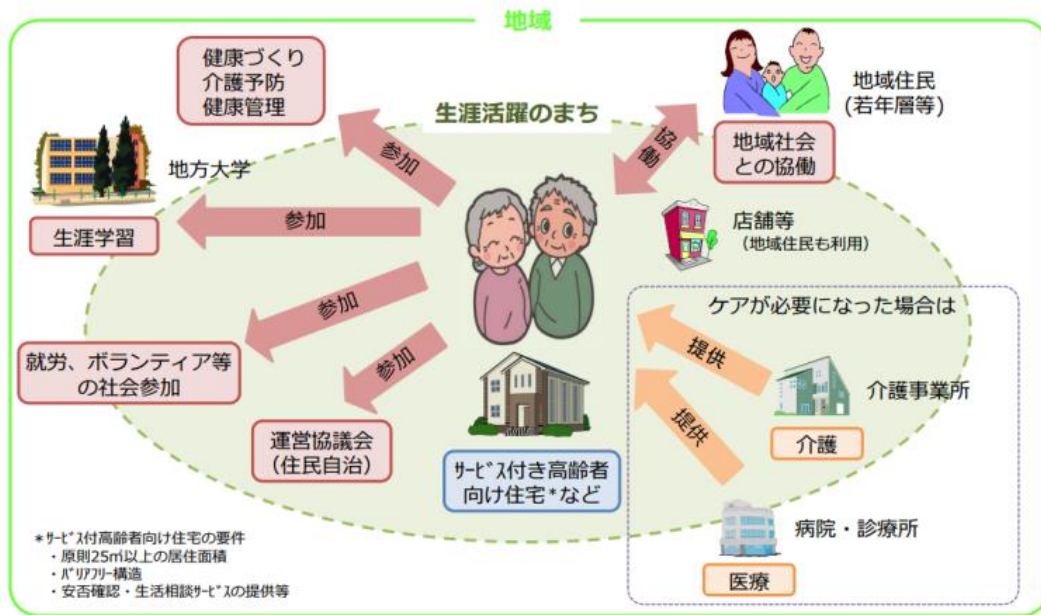 地域
健康づくり
介護予防
健康管理
生涯活躍のまち
地域住民
(若年層等)
協働
地域社会
との協働
地方大学
生涯学習
参加
参加
店舗等
(地域住民も利用)
参加
就労、ボランティア等
の社会参加
参加
運営協議会
(住民自治)
ｻｰﾋﾞｽ付き高齢者
向け住宅*など
ケアが必要になった場合は
提供
介護事業所
介護
提供
病院・診療所
医療
*ｻｰﾋﾞｽ付高齢者向け住宅の要件
・原則25㎡以上の居住面積
・ﾊﾞﾘｱﾌﾘｰ構造
・安否確認・生活相談ｻｰﾋﾞｽの提供等